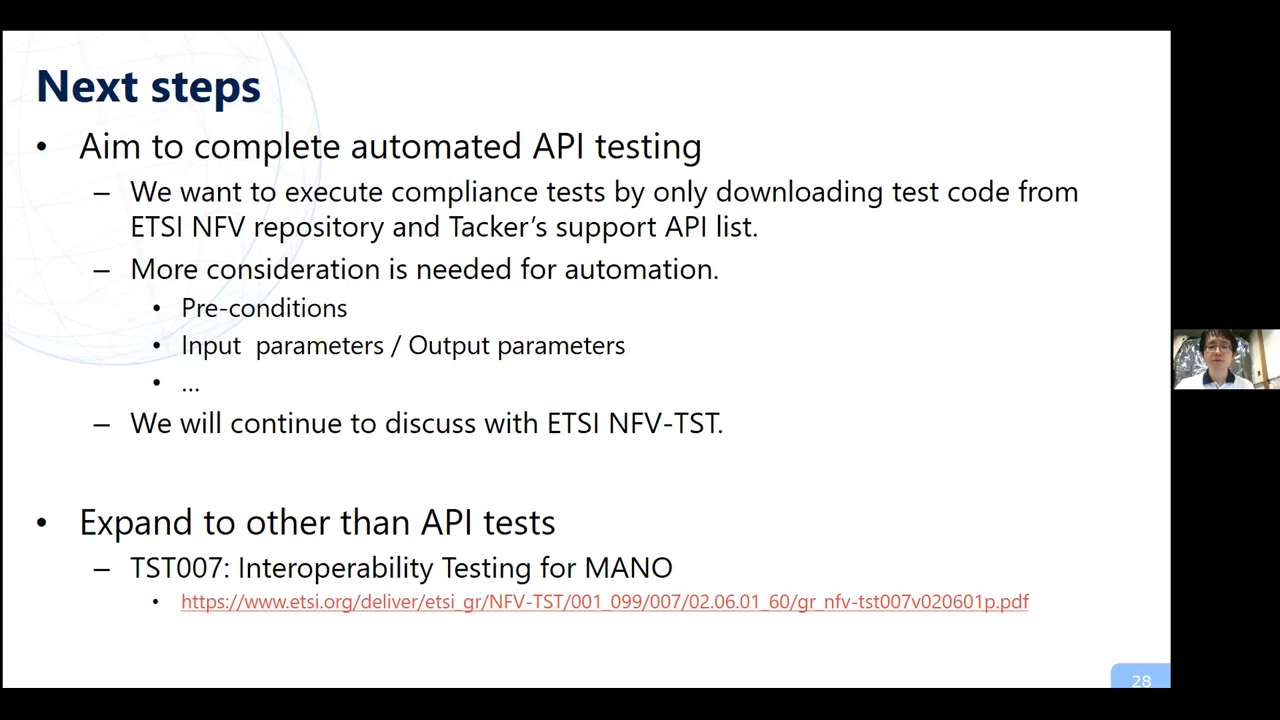 Next steps
• Aim to complete automated API testing
– We want to execute compliance tests by only downloading test code from
ETSI NFV repository and Tacker’s support API list.
– More consideration is needed for automation.
• Pre-conditions
• Input  parameters / Output parameters
• ...
– We will continue to discuss with ETSI NFV-TST.
• Expand to other than API tests
– TST007: Interoperability Testing for MANO
• https://www.etsi.org/deliver/etsi_gr/NFV-TST/001_099/007/02.06.01_60/gr_nfv-tst007v020601p.pdf
28